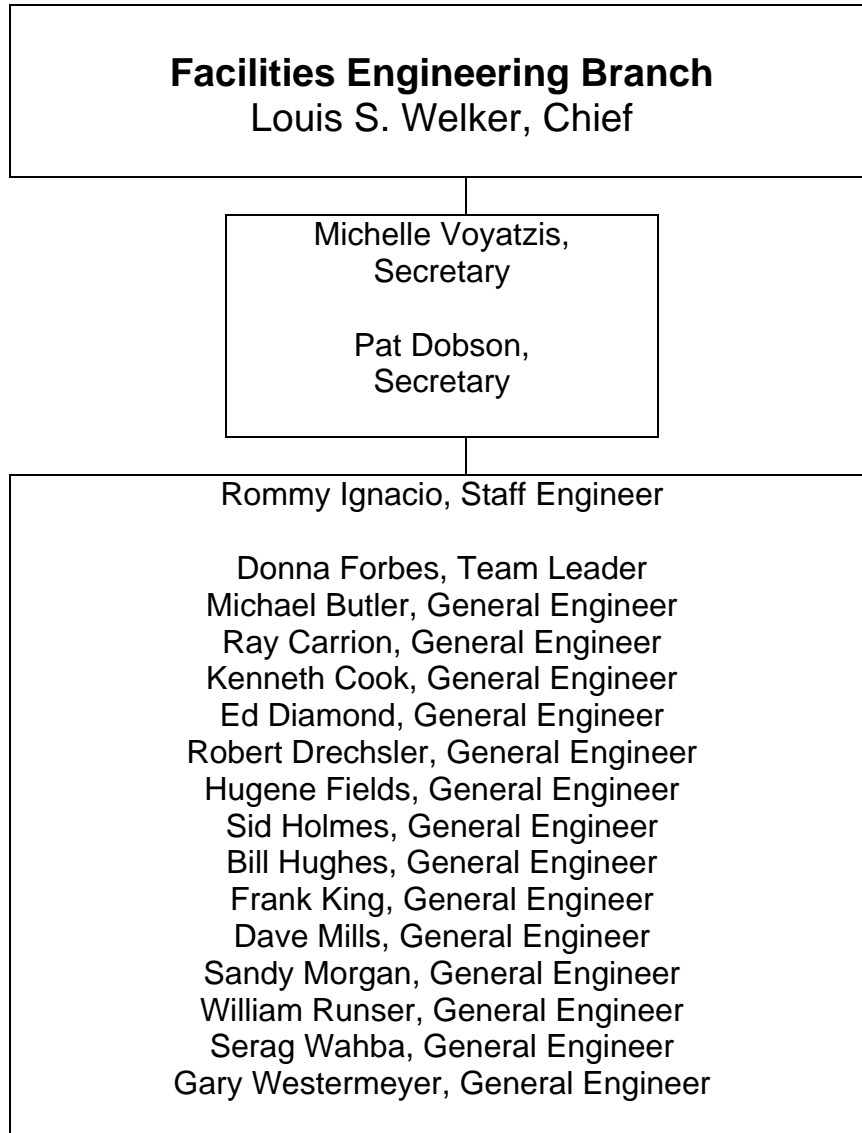 Facilities Engineering Branch
Louis S. Welker, Chief
Michelle Voyatzis,
Secretary
Pat Dobson,
Secretary
Rommy Ignacio, Staff Engineer
Donna Forbes, Team Leader
Michael Butler, General Engineer
Ray Carrion, General Engineer
Kenneth Cook, General Engineer
Ed Diamond, General Engineer
Robert Drechsler, General Engineer
Hugene Fields, General Engineer
Sid Holmes, General Engineer
Bill Hughes, General Engineer
Frank King, General Engineer
Dave Mills, General Engineer
Sandy Morgan, General Engineer
William Runser, General Engineer
Serag Wahba, General Engineer
Gary Westermeyer, General Engineer